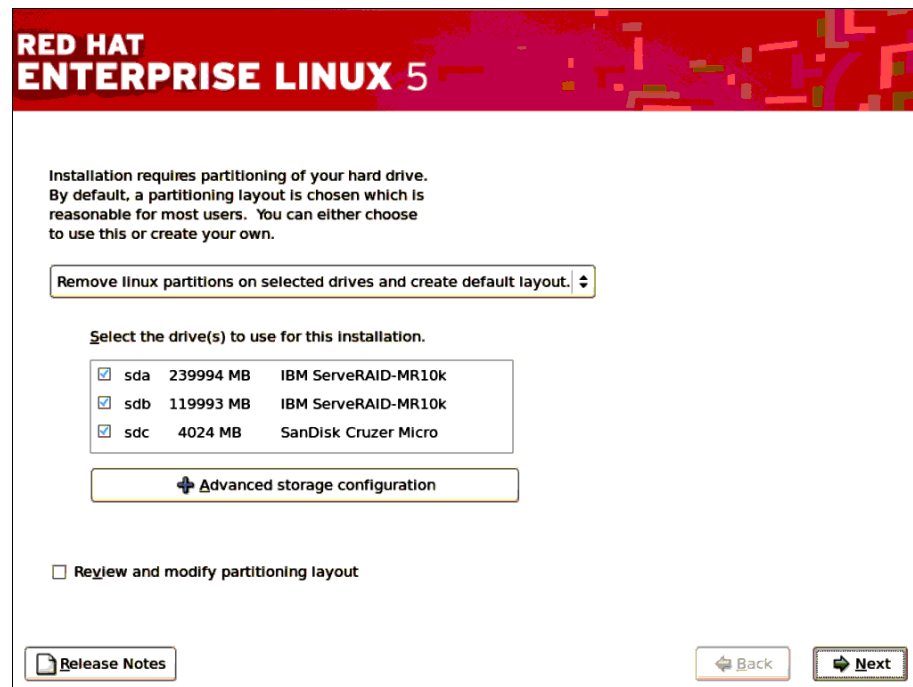 RED HAT
ENTERPRISE LINUX 5
Installation requires partitioning of your hard drive.
By default, a partitioning layout is chosen which is
reasonable for most users. You can either choose
to use this or create your own.
Remove linux partitions on selected drives and create default layout.
Select the drive(s) to use for this installation.
sda 239994 MB IBM ServeRAID-MR10k
sdb 119993 MB IBM ServeRAID-MR10k
sdc 4024 MB SanDisk Cruzer Micro
Advanced storage configuration
Review and modify partitioning layout
Release Notes
Back
Next